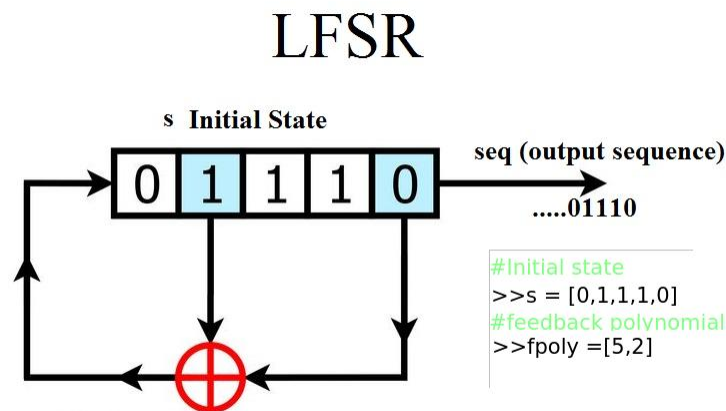 LFSR
s Initial State
0 1 1 1 0
seq (output sequence)
.....01110
#Initial state
>>s = [0,1,1,1,0]
#feedback polynomial
>>fpoly =[5,2]